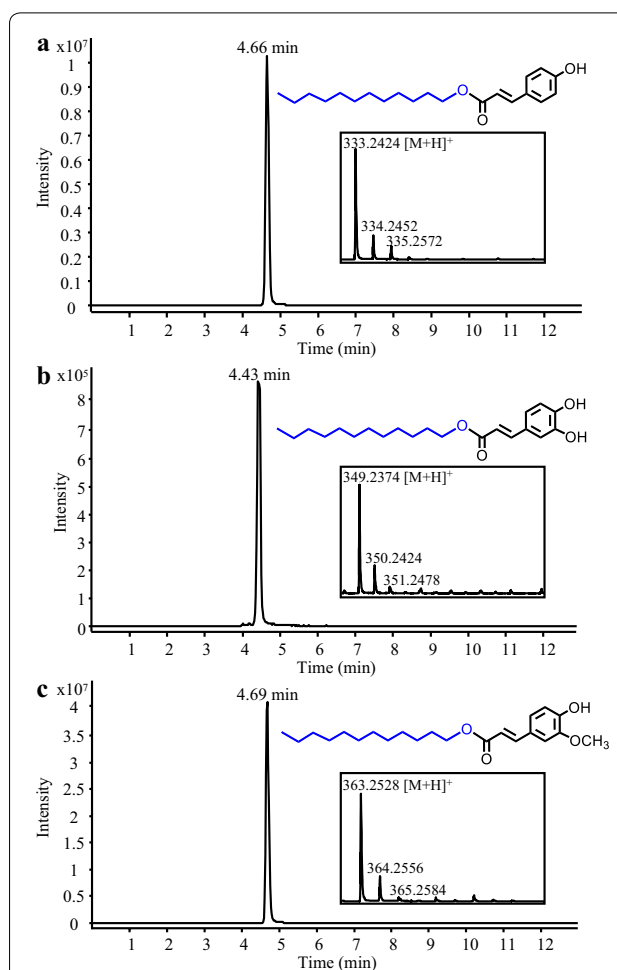 a
x10⁷
4.66 min
1
0.9
0.8
0.7
0.6
0.5
0.4
0.3
0.2
0.1
0
Intensity
O
O
OH
333.2424 [M+H]⁺
334.2452
335.2572
1 2 3 4 5 6 7 8 9 10 11 12
Time (min)
b
x10⁵
4.43 min
8
7
6
5
4
3
2
1
0
Intensity
O
O
OH
OH
349.2374 [M+H]⁺
350.2424
351.2478
1 2 3 4 5 6 7 8 9 10 11 12
Time (min)
c
x10⁷
4.69 min
4
3.5
3
2.5
2
1.5
1
0.5
0
Intensity
O
O
OH
OCH₃
363.2528 [M+H]⁺
364.2556
365.2584
1 2 3 4 5 6 7 8 9 10 11 12
Time (min)